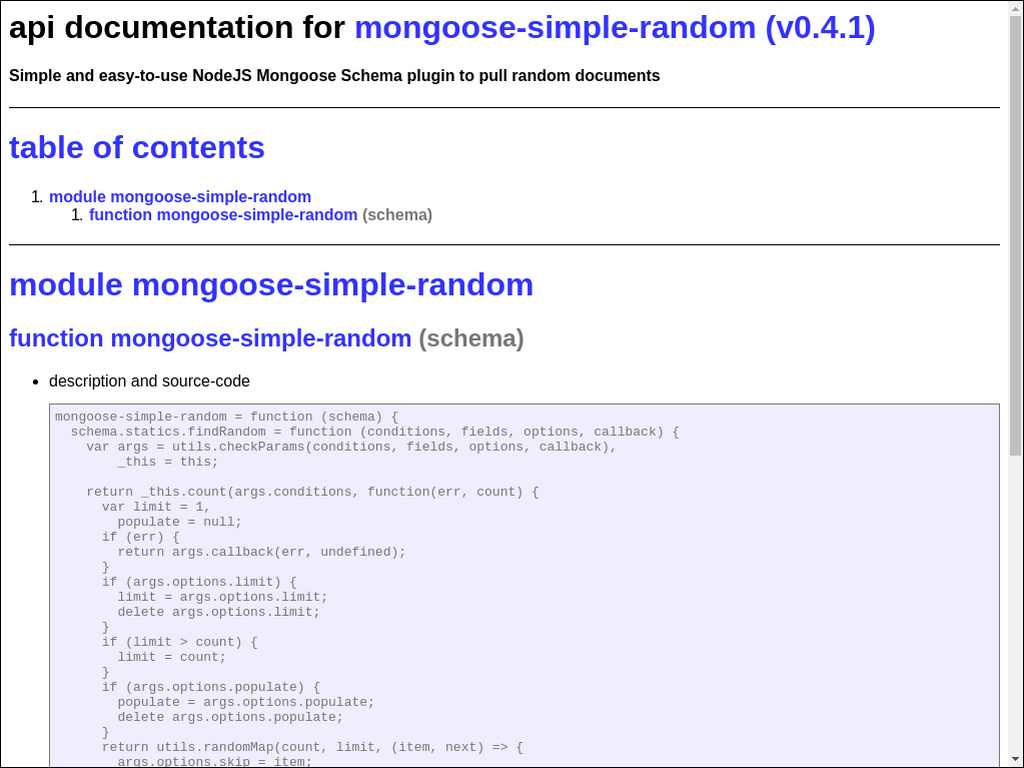 api documentation for mongoose-simple-random (v0.4.1)
Simple and easy-to-use NodeJS Mongoose Schema plugin to pull random documents
table of contents
1. module mongoose-simple-random
1. function mongoose-simple-random (schema)
module mongoose-simple-random
function mongoose-simple-random (schema)
• description and source-code
mongoose-simple-random = function (schema) {
  schema.statics.findRandom = function (conditions, fields, options, callback) {
    var args = utils.checkParams(conditions, fields, options, callback),
        _this = this;

    return _this.count(args.conditions, function(err, count) {
      var limit = 1,
        populate = null;
      if (err) {
        return args.callback(err, undefined);
      }
      if (args.options.limit) {
        limit = args.options.limit;
        delete args.options.limit;
      }
      if (limit > count) {
        limit = count;
      }
      if (args.options.populate) {
        populate = args.options.populate;
        delete args.options.populate;
      }
      return utils.randomMap(count, limit, (item, next) => {
        args.options.skip = item;